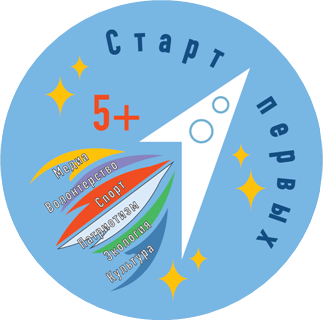 Старт
первых
5+
Медиа
Волонтерство
Спорт
Патриотизм
Экология
Культура